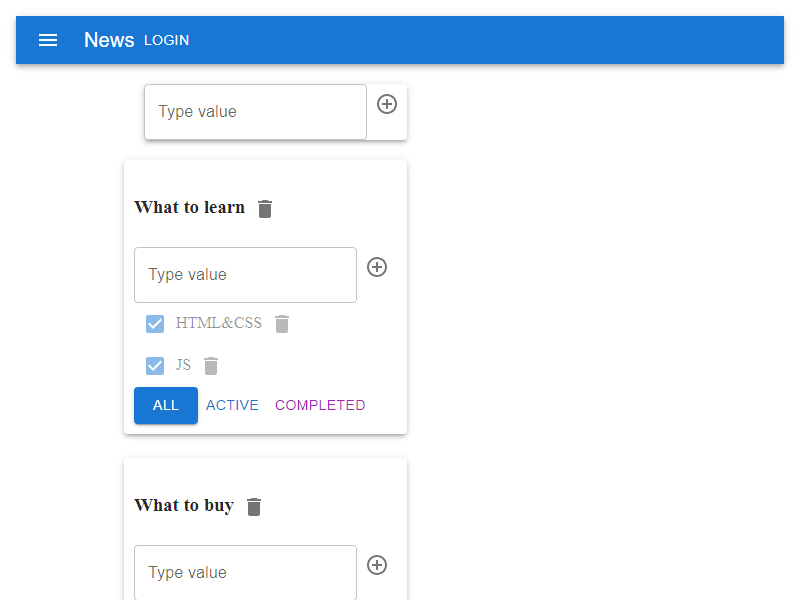 News LOGIN
Type value
What to learn
Type value
HTML&CSS
JS
ALL ACTIVE COMPLETED
What to buy
Type value